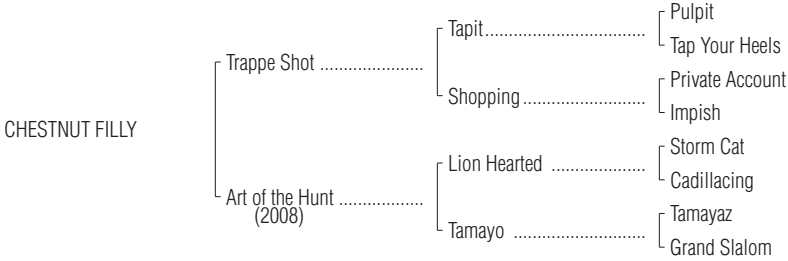 Pulpit
Tapit..................................
Tap Your Heels
Trappe Shot ......................
Private Account
Shopping..........................
Impish
CHESTNUT FILLY
Storm Cat
Lion Hearted ....................
Cadillacing
Art of the Hunt ..................
(2008)
Tamayaz
Tamayo ............................
Grand Slalom